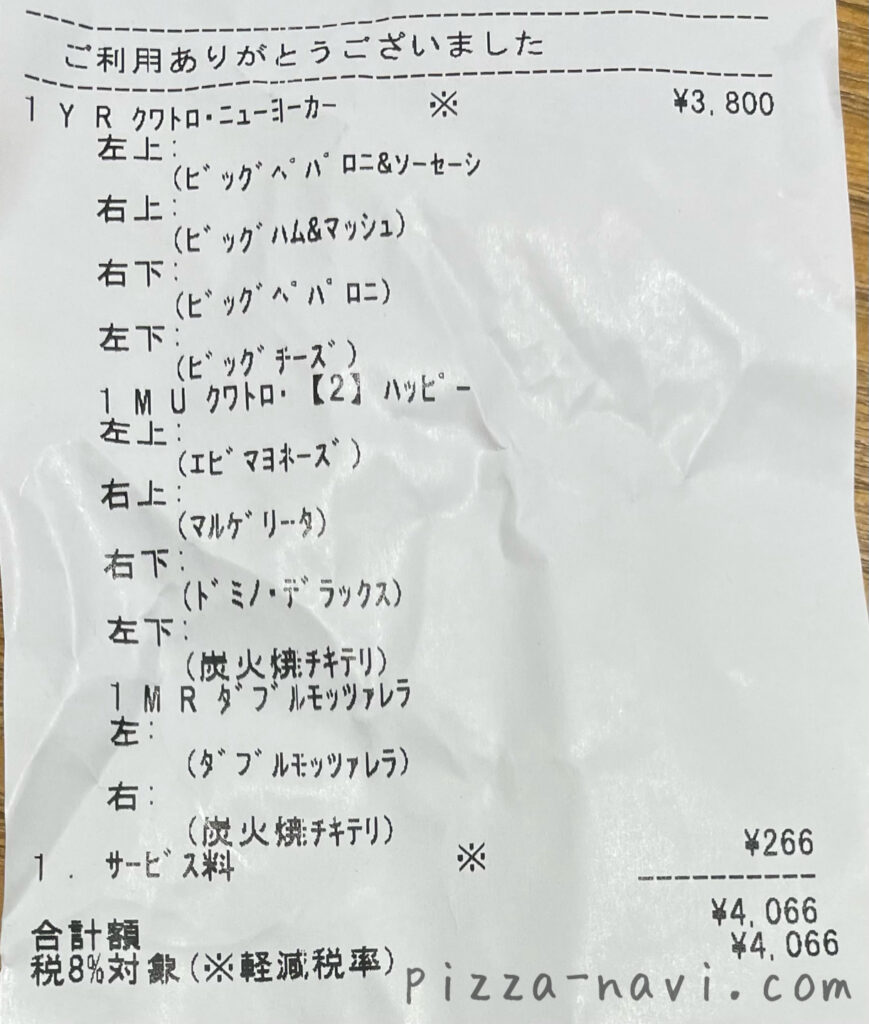 ご利用ありがとうございました
1 Y R ｸﾜﾄﾛ･ﾆｭｰﾖｰｶｰ ※ ¥3,800
左上:
(ﾋﾞｯｸﾞﾍﾟﾊﾟﾛﾆ&ｿｰｾｰｼ
右上:
(ﾋﾞｯｸﾞﾊﾑ&ﾏｯｼｭ)
右下:
(ﾋﾞｯｸﾞﾍﾟﾊﾟﾛﾆ)
左下:
(ﾋﾞｯｸﾞﾁｰｽﾞ)
1 M U ｸﾜﾄﾛ･【2】ﾊｯﾋﾟｰ
左上:
(ｴﾋﾞﾏﾖﾈｰｽﾞ)
右上:
(ﾏﾙｹﾞﾘｰﾀ)
右下:
(ﾄﾞﾐﾉ･ﾃﾞﾗｯｸｽ)
左下:
(炭火焼ﾁｷﾃﾘ)
1 M R ﾀﾞﾌﾞﾙﾓｯﾂｧﾚﾗ
左:
(ﾀﾞﾌﾞﾙﾓｯﾂｧﾚﾗ)
右:
(炭火焼ﾁｷﾃﾘ)
1 . ｻｰﾋﾞｽ料 ※ ¥266
合計額 ¥4,066
税8%対象(※軽減税率) ¥4,066
pizza-navi.com